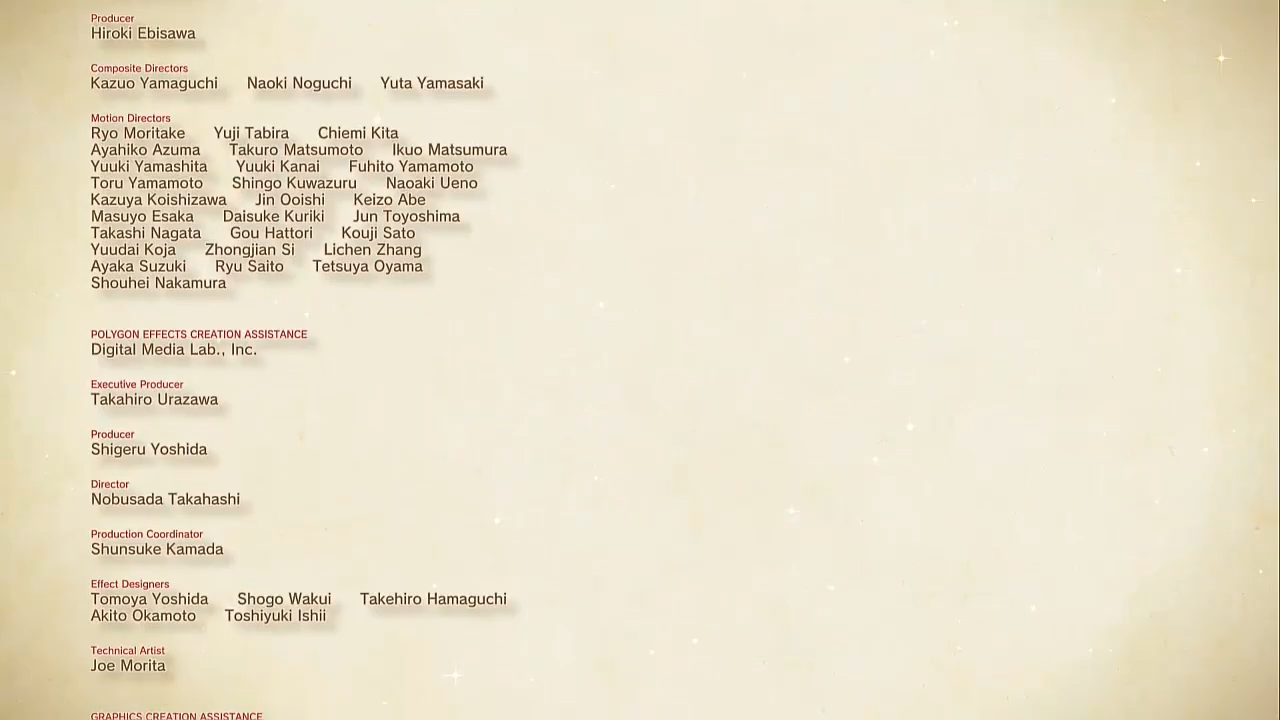 Producer
Hiroki Ebisawa
Composite Directors
Kazuo Yamaguchi Naoki Noguchi Yuta Yamasaki
Motion Directors
Ryo Moritake Yuji Tabira Chiemi Kita
Ayahiko Azuma Takuro Matsumoto Ikuo Matsumura
Yuuki Yamashita Yuuki Kanai Fuhito Yamamoto
Toru Yamamoto Shingo Kuwazuru Naoaki Ueno
Kazuya Koishizawa Jin Ooishi Keizo Abe
Masuyo Esaka Daisuke Kuriki Jun Toyoshima
Takashi Nagata Gou Hattori Kouji Sato
Yuudai Koja Zhongjian Si Lichen Zhang
Ayaka Suzuki Ryu Saito Tetsuya Oyama
Shouhei Nakamura
POLYGON EFFECTS CREATION ASSISTANCE
Digital Media Lab., Inc.
Executive Producer
Takahiro Urazawa
Producer
Shigeru Yoshida
Director
Nobusada Takahashi
Production Coordinator
Shunsuke Kamada
Effect Designers
Tomoya Yoshida Shogo Wakui Takehiro Hamaguchi
Akito Okamoto Toshiyuki Ishii
Technical Artist
Joe Morita
GRAPHICS CREATION ASSISTANCE